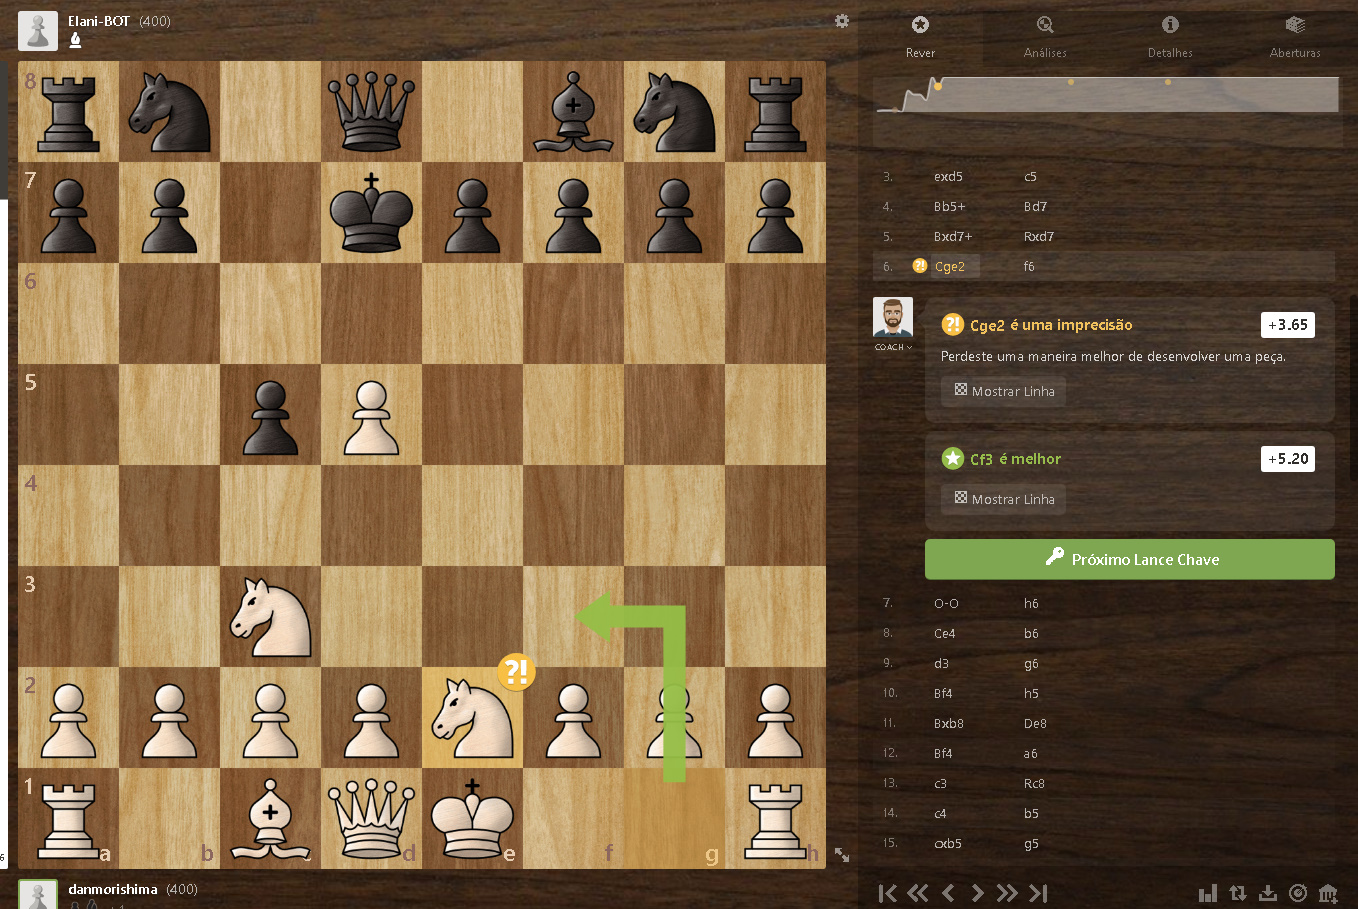 Elani-BOT (400)
Rever
Análises
Detalhes
Aberturas
3. exd5 c5
4. Bb5+ Bd7
5. Bxd7+ Rxd7
6. ?! Cge2 f6
COACH
?! Cge2 é uma imprecisão +3.65
Perdeste uma maneira melhor de desenvolver uma peça.
Mostrar Linha
Cf3 é melhor +5.20
Mostrar Linha
Próximo Lance Chave
7. O-O h6
8. Ce4 b6
9. d3 g6
10. Bf4 h5
11. Bxb8 De8
12. Bf4 a6
13. c3 Rc8
14. c4 b5
15. cxb5 g5
8
7
6
5
4
3
2
?!
1
a b c d e f g h
6
danmorishima (400)